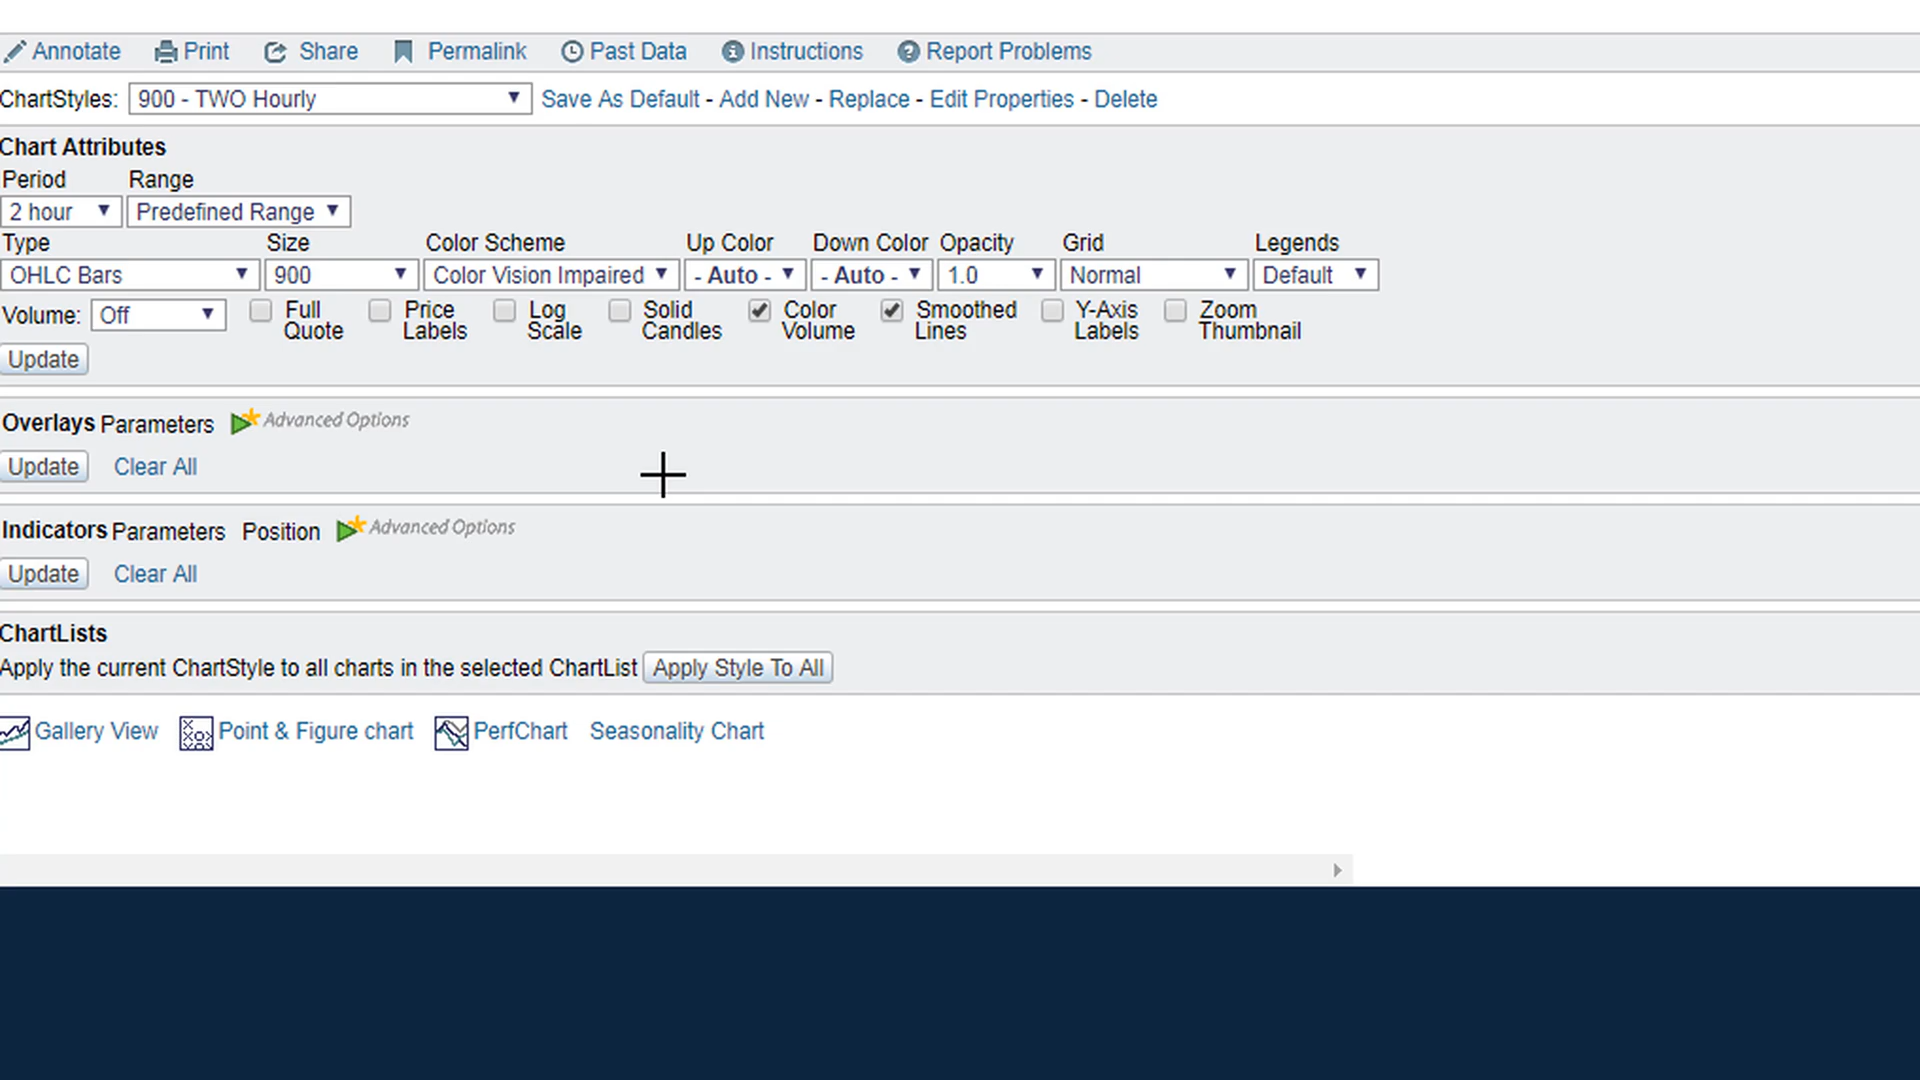 Annotate Print Share Permalink Past Data Instructions Report Problems
ChartStyles: 900 - TWO Hourly Save As Default - Add New - Replace - Edit Properties - Delete
Chart Attributes
Period Range
2 hour Predefined Range
Type Size Color Scheme Up Color Down Color Opacity Grid Legends
OHLC Bars 900 Color Vision Impaired - Auto - - Auto - 1.0 Normal Default
Volume: Off Full Quote Price Labels Log Scale Solid Candles Color Volume Smoothed Lines Y-Axis Labels Zoom Thumbnail
Update
Overlays Parameters Advanced Options
Update Clear All
Indicators Parameters Position Advanced Options
Update Clear All
ChartLists
Apply the current ChartStyle to all charts in the selected ChartList Apply Style To All
Gallery View Point & Figure chart PerfChart Seasonality Chart